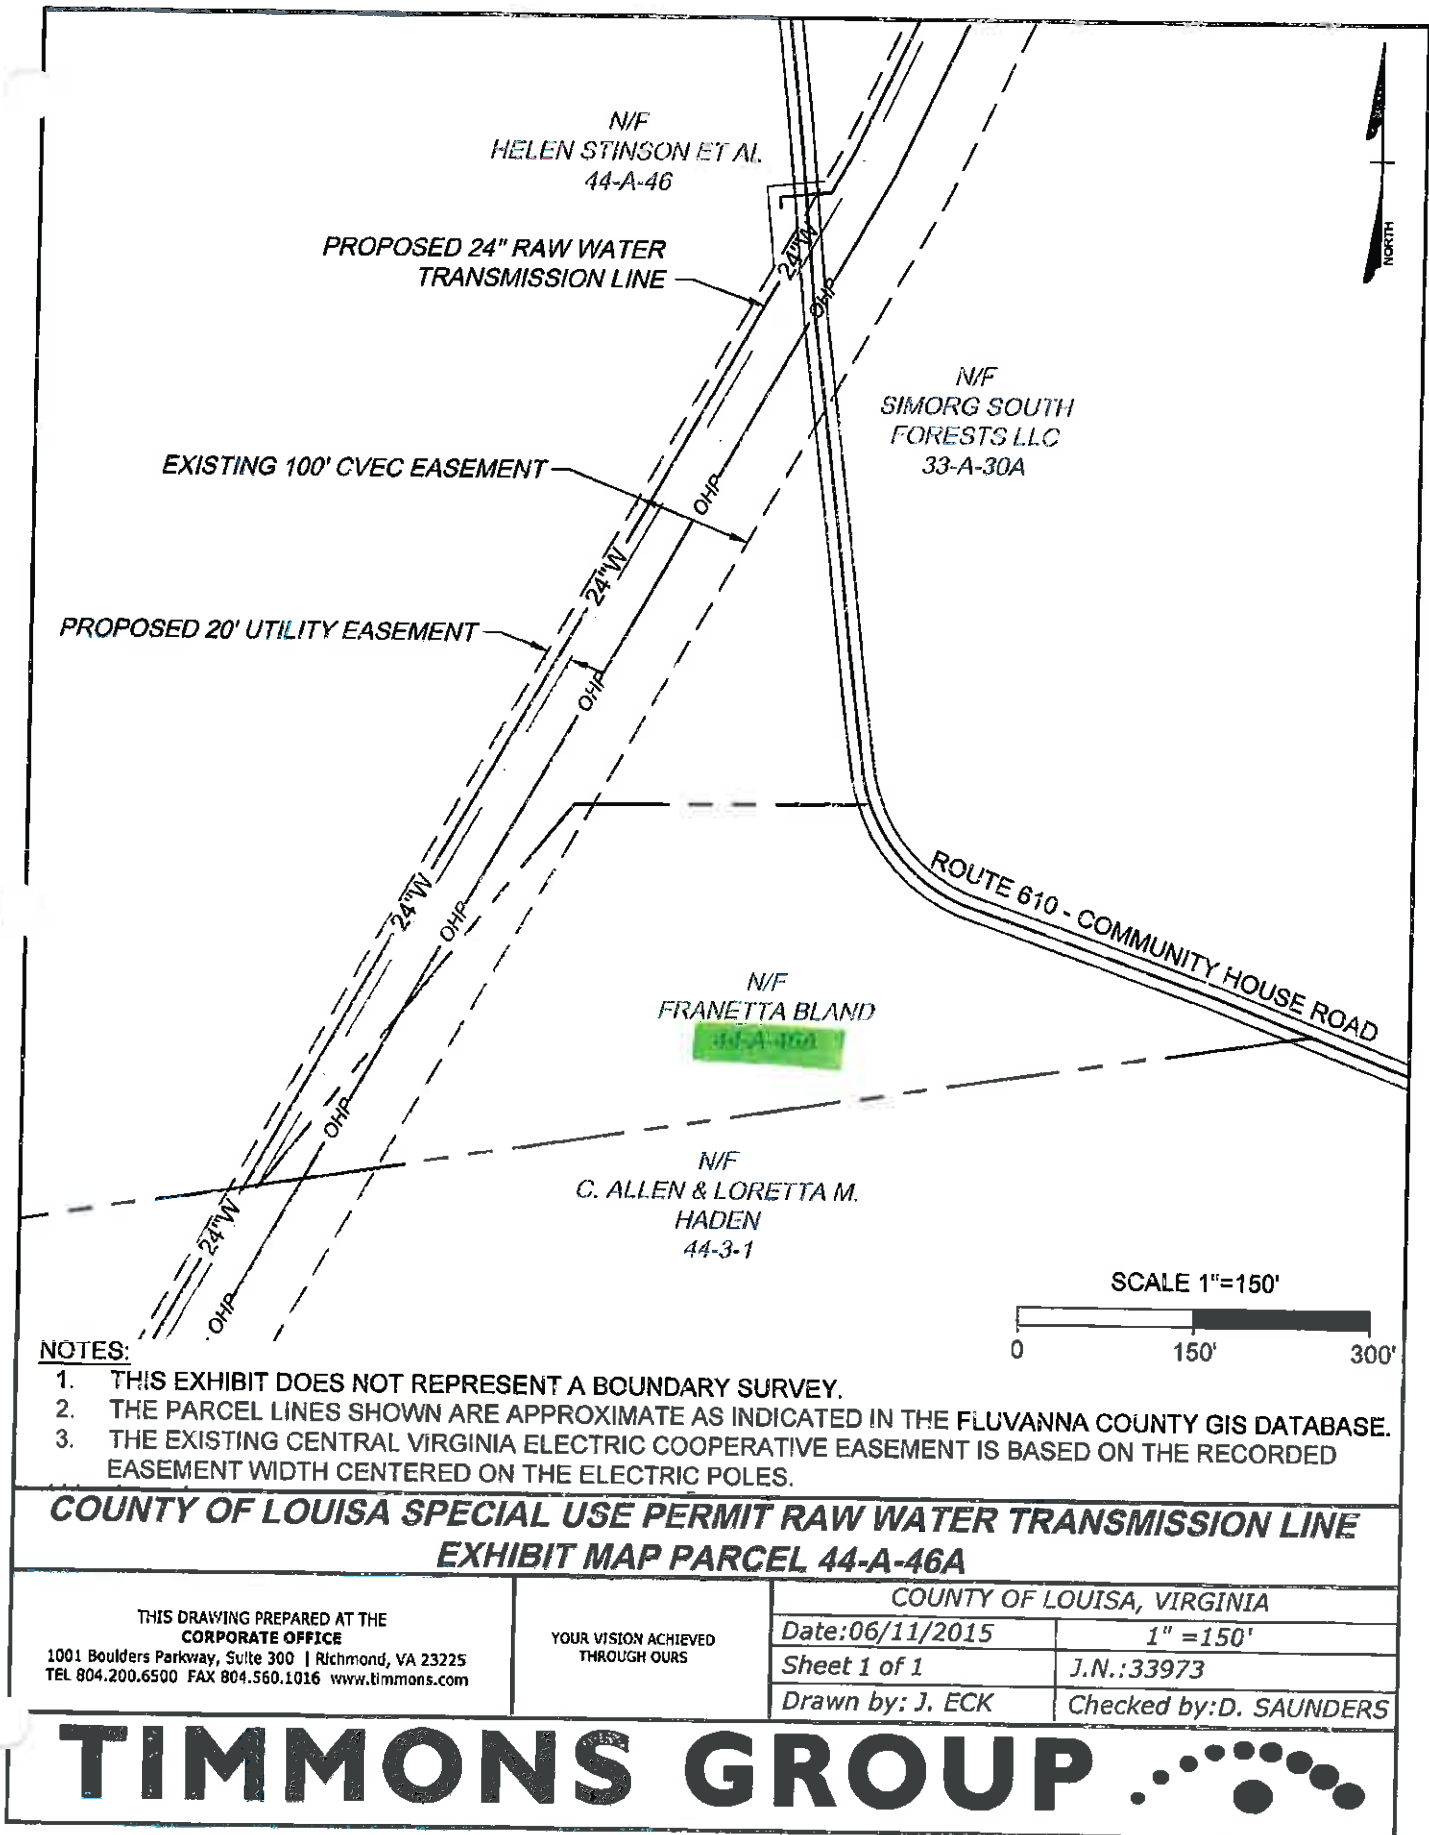 N/F
HELEN STINSON ET AL
44-A-46
NORTH
PROPOSED 24" RAW WATER
TRANSMISSION LINE
24"W
OHP
N/F
SIMORG SOUTH
FORESTS LLC
33-A-30A
EXISTING 100' CVEC EASEMENT
OHP
24"W
PROPOSED 20' UTILITY EASEMENT
OHP
24"W
OHP
ROUTE 610 - COMMUNITY HOUSE ROAD
N/F
FRANETTA BLAND
44-A-46A
OHP
N/F
C. ALLEN & LORETTA M.
HADEN
44-3-1
24"W
OHP
SCALE 1"=150'
0 150' 300'
NOTES:
1. THIS EXHIBIT DOES NOT REPRESENT A BOUNDARY SURVEY.
2. THE PARCEL LINES SHOWN ARE APPROXIMATE AS INDICATED IN THE FLUVANNA COUNTY GIS DATABASE.
3. THE EXISTING CENTRAL VIRGINIA ELECTRIC COOPERATIVE EASEMENT IS BASED ON THE RECORDED
EASEMENT WIDTH CENTERED ON THE ELECTRIC POLES.
COUNTY OF LOUISA SPECIAL USE PERMIT RAW WATER TRANSMISSION LINE
EXHIBIT MAP PARCEL 44-A-46A
THIS DRAWING PREPARED AT THE
CORPORATE OFFICE
1001 Boulders Parkway, Suite 300 | Richmond, VA 23225
TEL 804.200.6500 FAX 804.560.1016 www.timmons.com
YOUR VISION ACHIEVED
THROUGH OURS
COUNTY OF LOUISA, VIRGINIA
Date:06/11/2015 1" =150'
Sheet 1 of 1 J.N.:33973
Drawn by: J. ECK Checked by:D. SAUNDERS
TIMMONS GROUP